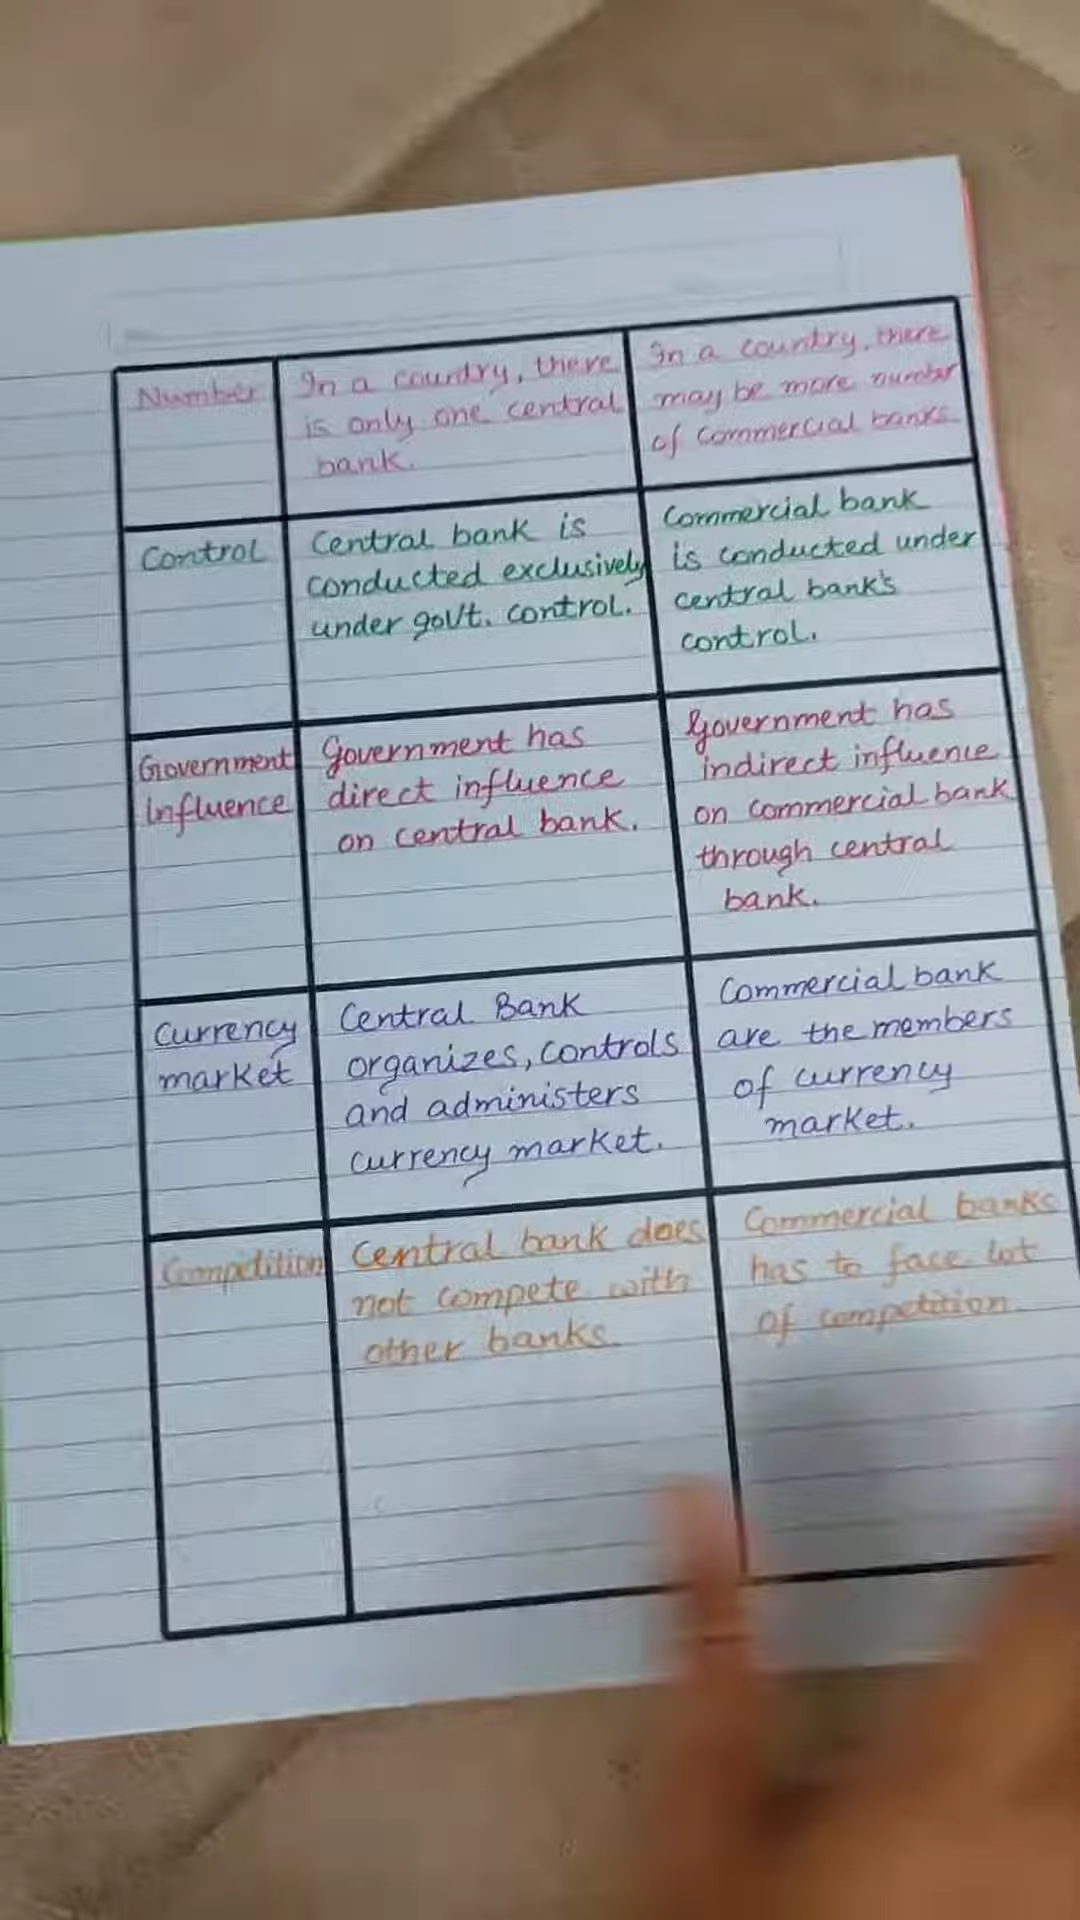 Number
In a country, there
is only one central
bank.
In a country, there
may be more number
of commercial banks.
Control
Central bank is
conducted exclusively
under govt. control.
Commercial bank
is conducted under
central bank's
control.
Government
Influence
Government has
direct influence
on central bank.
Government has
indirect influence
on commercial bank
through central
bank.
Currency
market
Central Bank
organizes, controls
and administers
currency market.
Commercial bank
are the members
of currency
market.
Competition
Central bank does
not compete with
other banks.
Commercial banks
has to face lot
of competition.